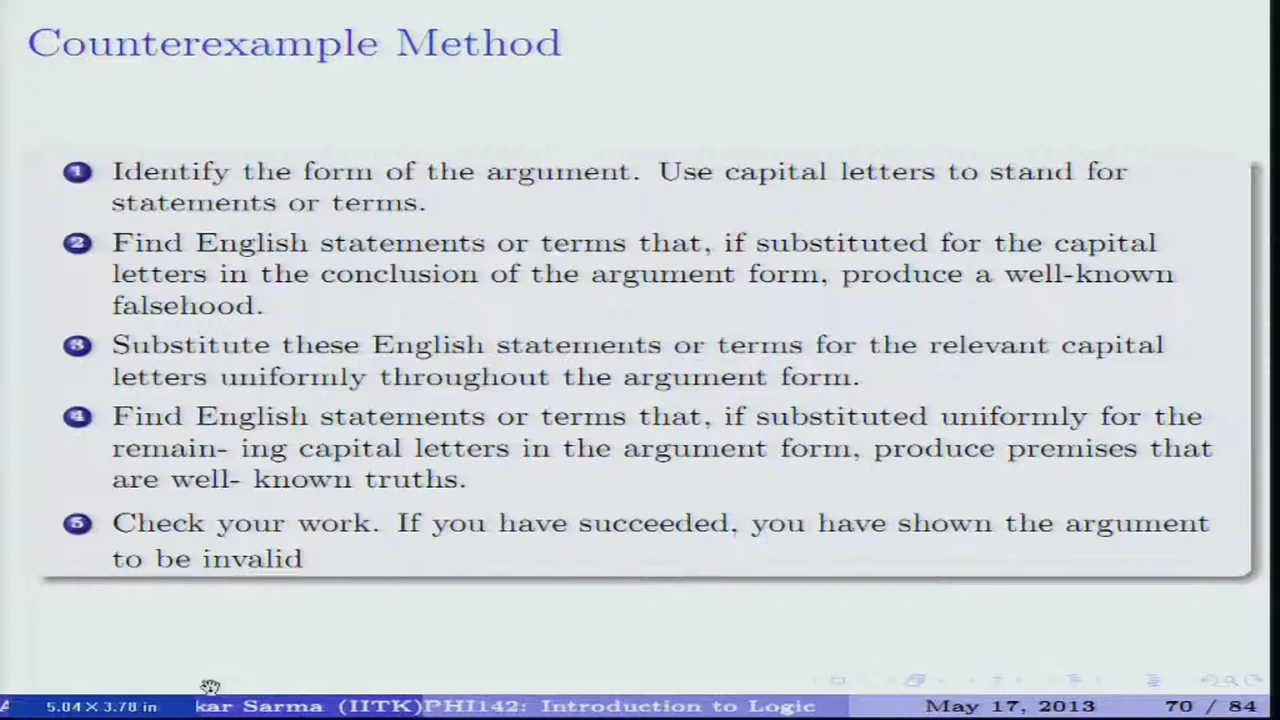 Counterexample Method
1 Identify the form of the argument. Use capital letters to stand for
statements or terms.
2 Find English statements or terms that, if substituted for the capital
letters in the conclusion of the argument form, produce a well-known
falsehood.
3 Substitute these English statements or terms for the relevant capital
letters uniformly throughout the argument form.
4 Find English statements or terms that, if substituted uniformly for the
remain- ing capital letters in the argument form, produce premises that
are well- known truths.
5 Check your work. If you have succeeded, you have shown the argument
to be invalid
5.04 X 3.78 in kar Sarma (IITK) PHI142: Introduction to Logic May 17, 2013 70 / 84